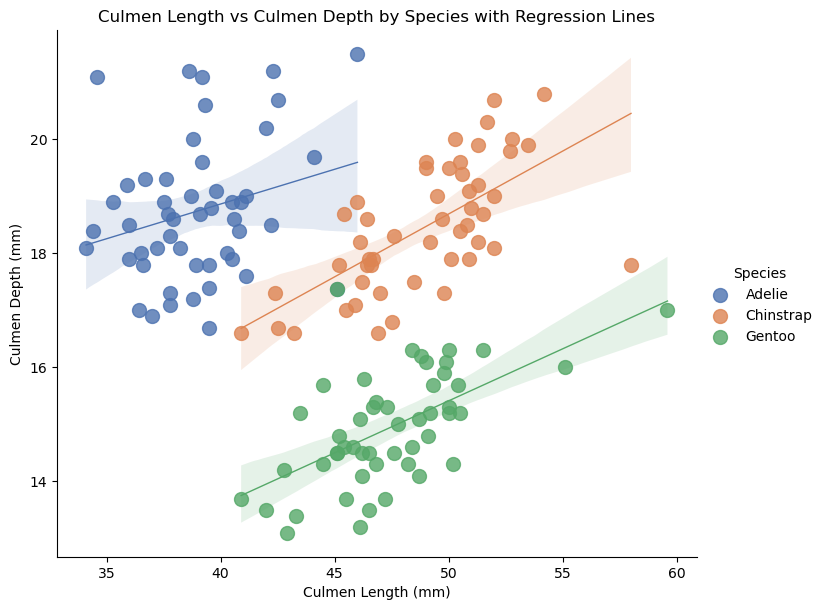 Culmen Length vs Culmen Depth by Species with Regression Lines
Culmen Depth (mm)
20
18
16
14
35
40
45
50
55
60
Culmen Length (mm)
Species
Adelie
Chinstrap
Gentoo